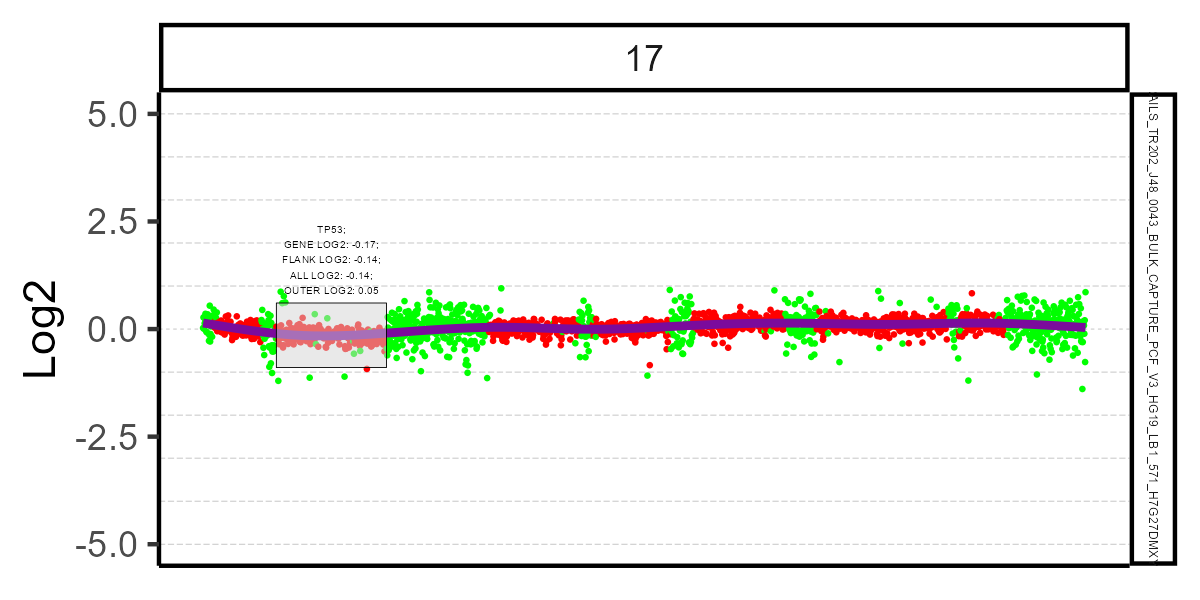 17
5.0
2.5
0.0
-2.5
-5.0
Log2
TP53;
GENE LOG2: -0.17;
FLANK LOG2: -0.14;
ALL LOG2: -0.14;
OUTER LOG2: 0.05
AILS_TR202_J48_0043_BULK_CAPTURE_PCF_V3_HG19_LB1_571_H7G27DMXY